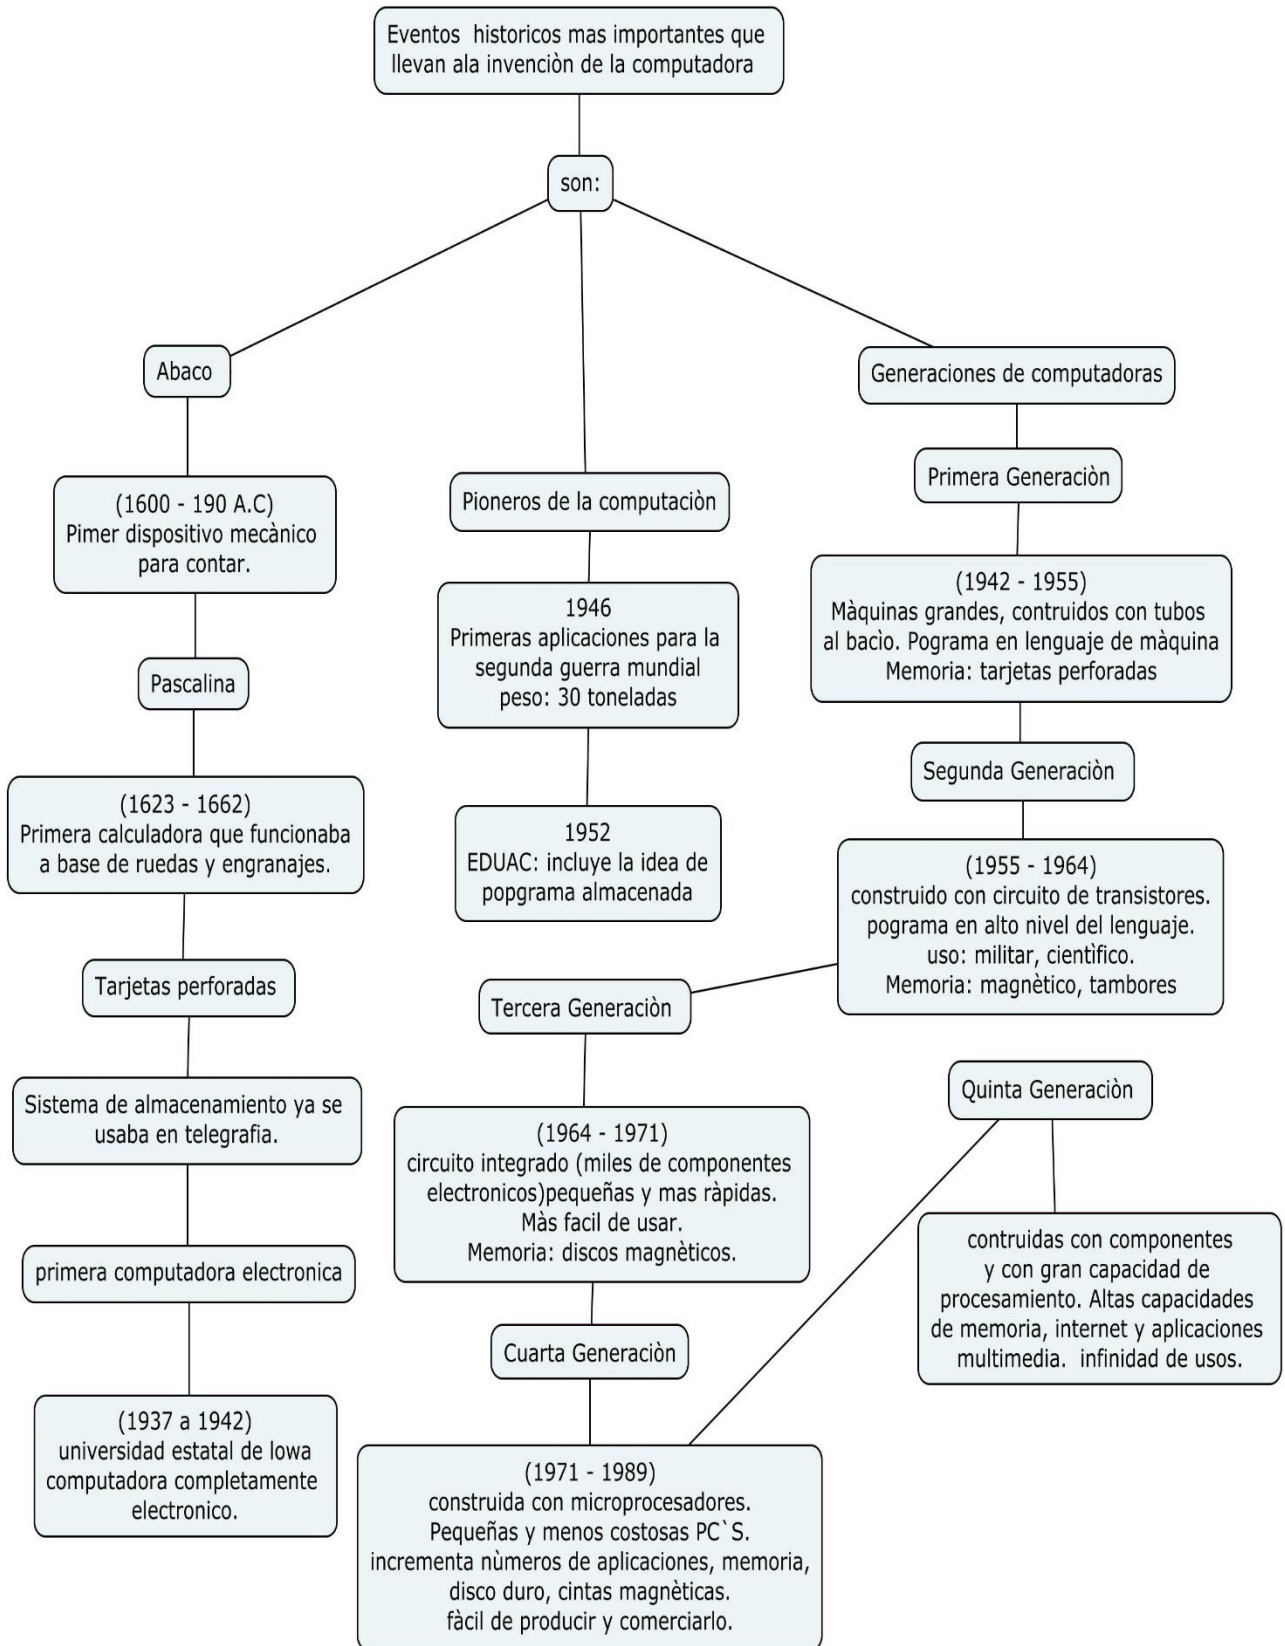 Eventos historicos mas importantes que
llevan ala invenciòn de la computadora
son:
Abaco
(1600 - 190 A.C)
Pimer dispositivo mecànico
para contar.
Pascalina
(1623 - 1662)
Primera calculadora que funcionaba
a base de ruedas y engranajes.
Tarjetas perforadas
Sistema de almacenamiento ya se
usaba en telegrafia.
primera computadora electronica
(1937 a 1942)
universidad estatal de lowa
computadora completamente
electronico.
Pioneros de la computaciòn
1946
Primeras aplicaciones para la
segunda guerra mundial
peso: 30 toneladas
1952
EDUAC: incluye la idea de
popgrama almacenada
Generaciones de computadoras
Primera Generaciòn
(1942 - 1955)
Màquinas grandes, contruidos con tubos
al bacìo. Pograma en lenguaje de màquina
Memoria: tarjetas perforadas
Segunda Generaciòn
(1955 - 1964)
construido con circuito de transistores.
pograma en alto nivel del lenguaje.
uso: militar, cientìfico.
Memoria: magnètico, tambores
Tercera Generaciòn
(1964 - 1971)
circuito integrado (miles de componentes
electronicos)pequeñas y mas ràpidas.
Màs facil de usar.
Memoria: discos magnèticos.
Cuarta Generaciòn
(1971 - 1989)
construida con microprocesadores.
Pequeñas y menos costosas PC`S.
incrementa nùmeros de aplicaciones, memoria,
disco duro, cintas magnèticas.
fàcil de producir y comerciarlo.
Quinta Generaciòn
contruidas con componentes
y con gran capacidad de
procesamiento. Altas capacidades
de memoria, internet y aplicaciones
multimedia. infinidad de usos.